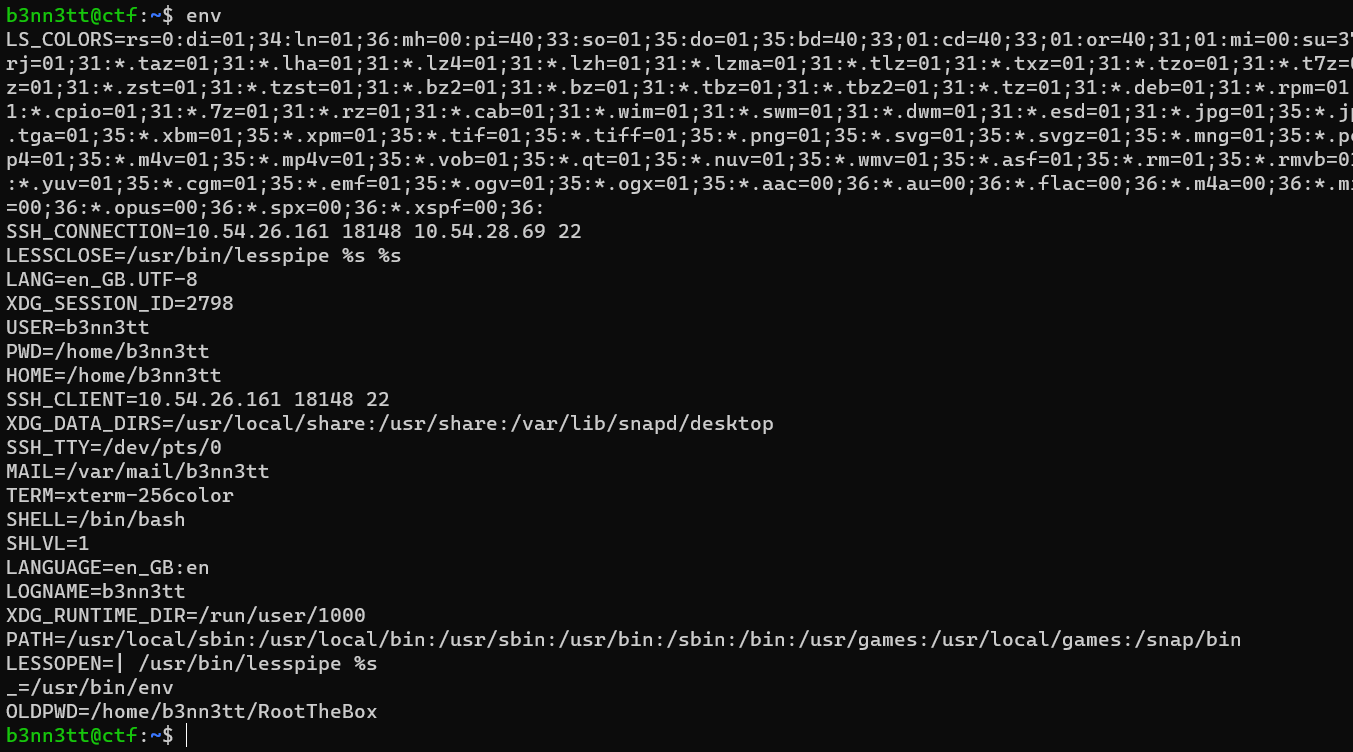 b3nn3tt@ctf:~$ env
LS_COLORS=rs=0:di=01;34:ln=01;36:mh=00:pi=40;33:so=01;35:do=01;35:bd=40;33;01:cd=40;33;01:or=40;31;01:mi=00:su=3
rj=01;31:*.taz=01;31:*.lha=01;31:*.lz4=01;31:*.lzh=01;31:*.lzma=01;31:*.tlz=01;31:*.txz=01;31:*.tzo=01;31:*.t7z=
z=01;31:*.zst=01;31:*.tzst=01;31:*.bz2=01;31:*.bz=01;31:*.tbz=01;31:*.tbz2=01;31:*.tz=01;31:*.deb=01;31:*.rpm=01
1:*.cpio=01;31:*.7z=01;31:*.rz=01;31:*.cab=01;31:*.wim=01;31:*.swm=01;31:*.dwm=01;31:*.esd=01;31:*.jpg=01;35:*.j
.tga=01;35:*.xbm=01;35:*.xpm=01;35:*.tif=01;35:*.tiff=01;35:*.png=01;35:*.svg=01;35:*.svgz=01;35:*.mng=01;35:*.p
p4=01;35:*.m4v=01;35:*.mp4v=01;35:*.vob=01;35:*.qt=01;35:*.nuv=01;35:*.wmv=01;35:*.asf=01;35:*.rm=01;35:*.rmvb=0
:*.yuv=01;35:*.cgm=01;35:*.emf=01;35:*.ogv=01;35:*.ogx=01;35:*.aac=00;36:*.au=00;36:*.flac=00;36:*.m4a=00;36:*.m
=00;36:*.opus=00;36:*.spx=00;36:*.xspf=00;36:
SSH_CONNECTION=10.54.26.161 18148 10.54.28.69 22
LESSCLOSE=/usr/bin/lesspipe %s %s
LANG=en_GB.UTF-8
XDG_SESSION_ID=2798
USER=b3nn3tt
PWD=/home/b3nn3tt
HOME=/home/b3nn3tt
SSH_CLIENT=10.54.26.161 18148 22
XDG_DATA_DIRS=/usr/local/share:/usr/share:/var/lib/snapd/desktop
SSH_TTY=/dev/pts/0
MAIL=/var/mail/b3nn3tt
TERM=xterm-256color
SHELL=/bin/bash
SHLVL=1
LANGUAGE=en_GB:en
LOGNAME=b3nn3tt
XDG_RUNTIME_DIR=/run/user/1000
PATH=/usr/local/sbin:/usr/local/bin:/usr/sbin:/usr/bin:/sbin:/bin:/usr/games:/usr/local/games:/snap/bin
LESSOPEN=| /usr/bin/lesspipe %s
_=/usr/bin/env
OLDPWD=/home/b3nn3tt/RootTheBox
b3nn3tt@ctf:~$